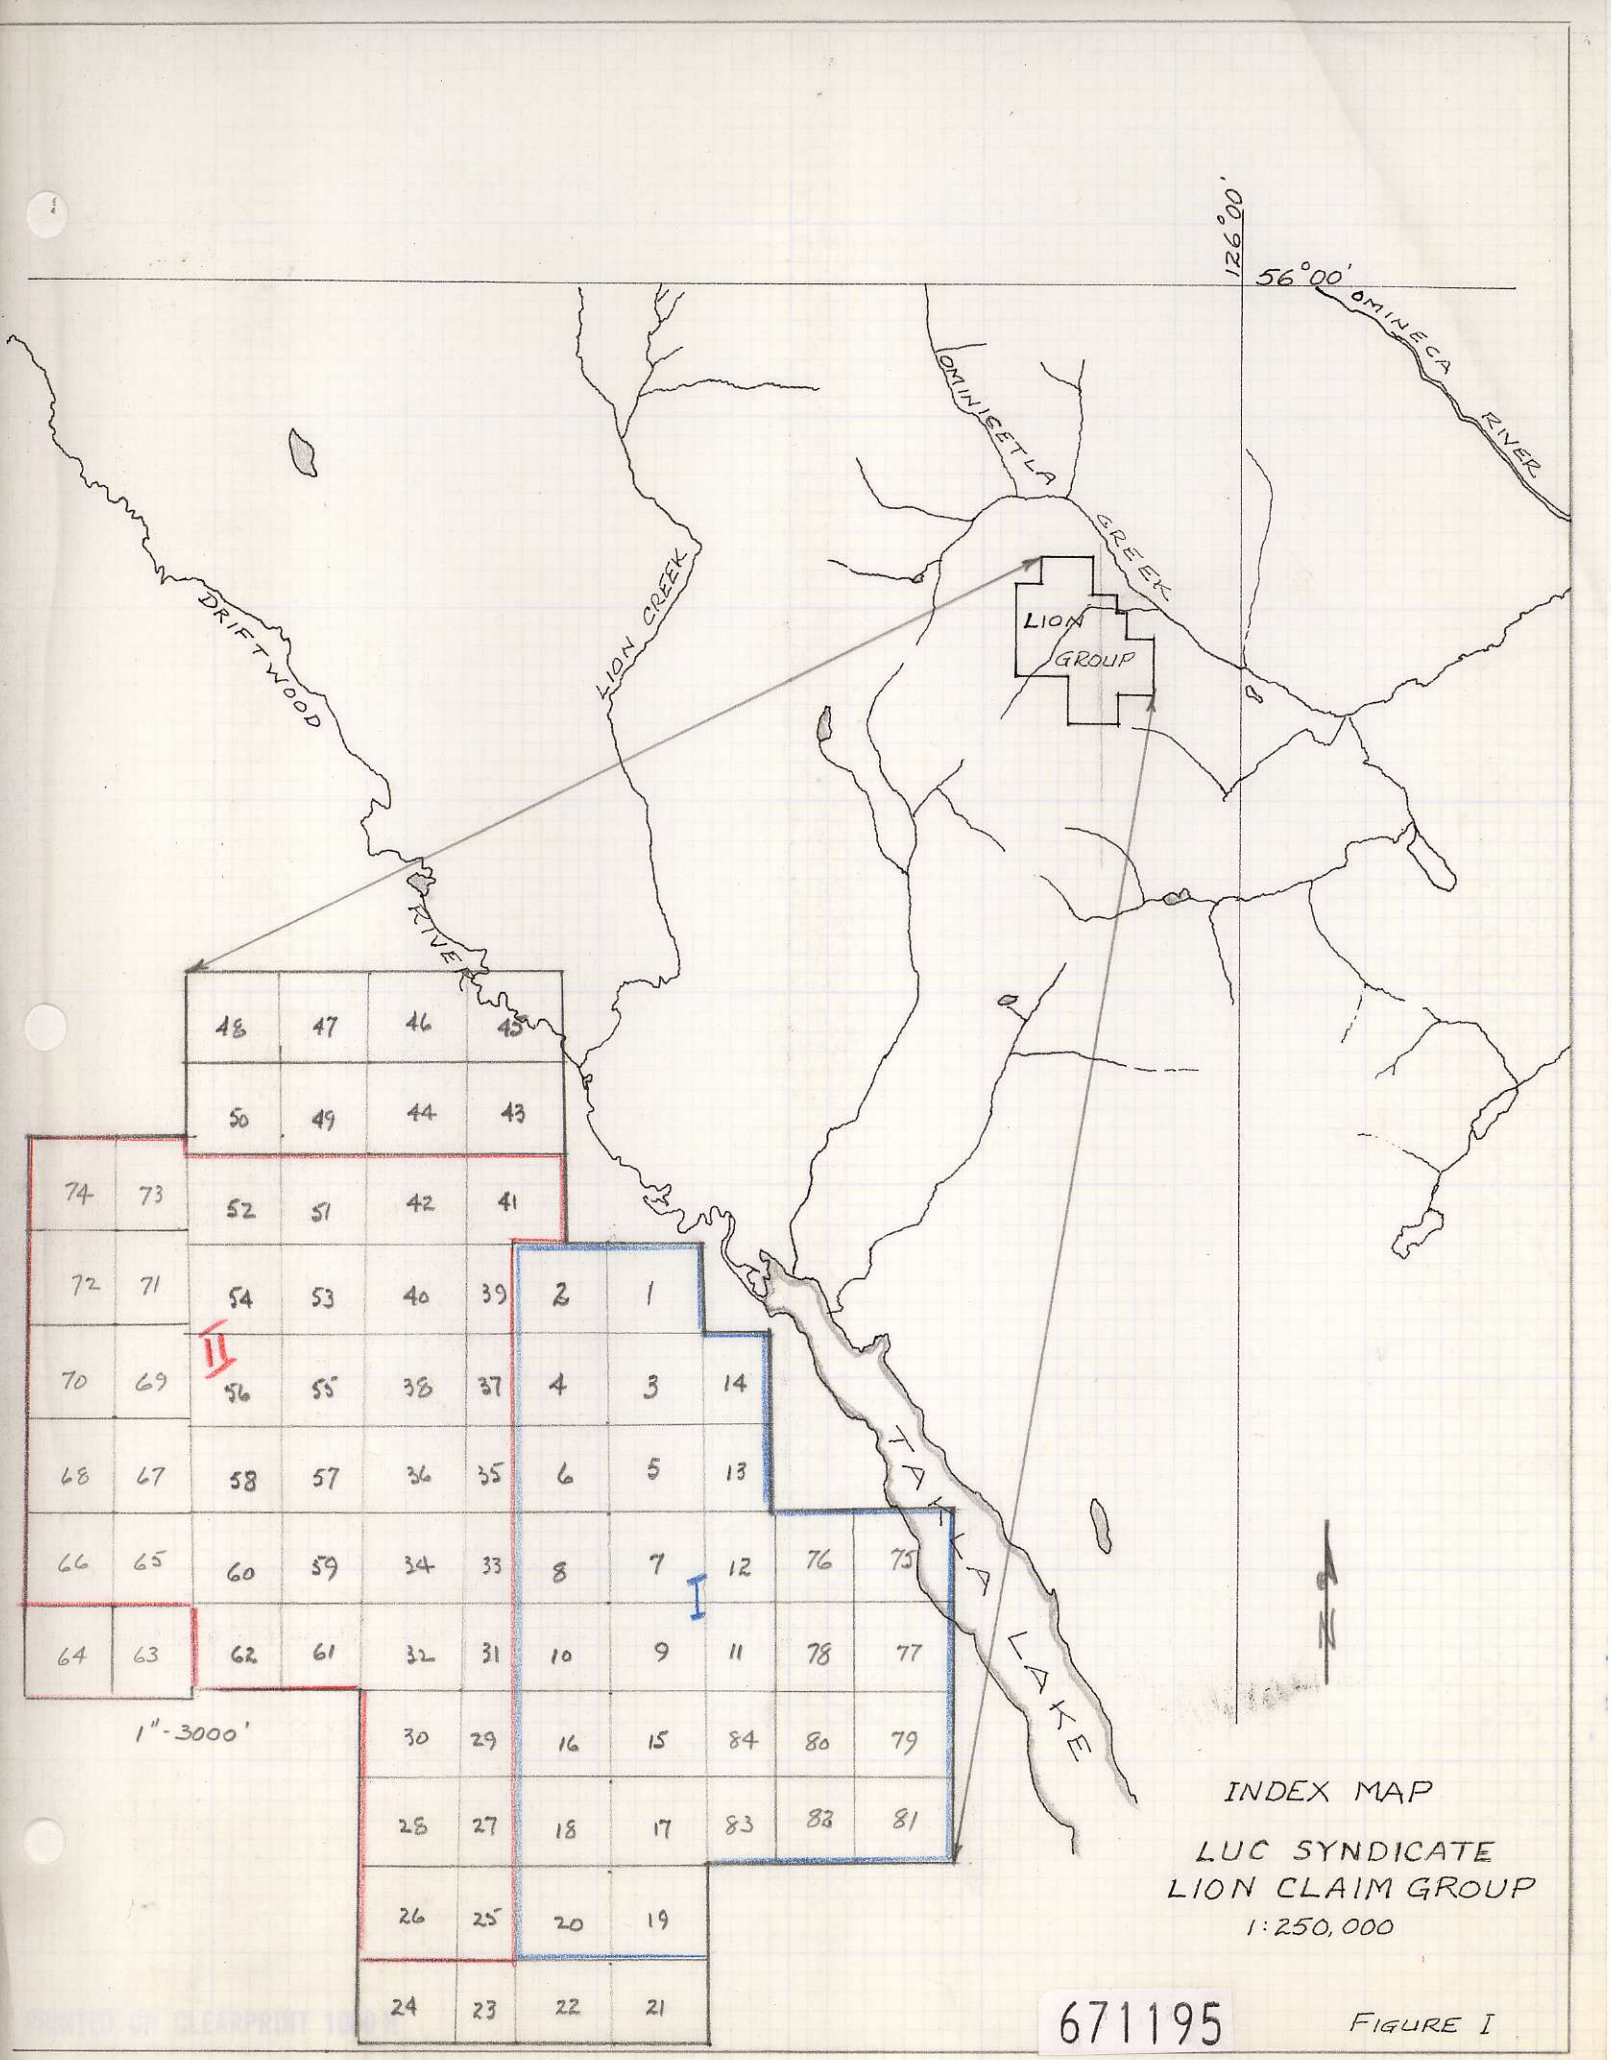 126°00'
56°00'
OMINECA RIVER
OMINICETLA CREEK
DRIFTWOOD RIVER
LION CREEK
LION
GROUP
48 47 46 45
50 49 44 43
74 73 52 51 42 41
72 71 54 53 40 39 2 1
II
70 69 56 55 38 37 4 3 14
68 67 58 57 36 35 6 5 13
66 65 60 59 34 33 8 7 12 76 75
I
64 63 62 61 32 31 10 9 11 78 77
30 29 16 15 84 80 79
28 27 18 17 83 82 81
26 25 20 19
24 23 22 21
1"-3000'
TAKLA LAKE
N
INDEX MAP
LUC SYNDICATE
LION CLAIM GROUP
1:250,000
671195
FIGURE I